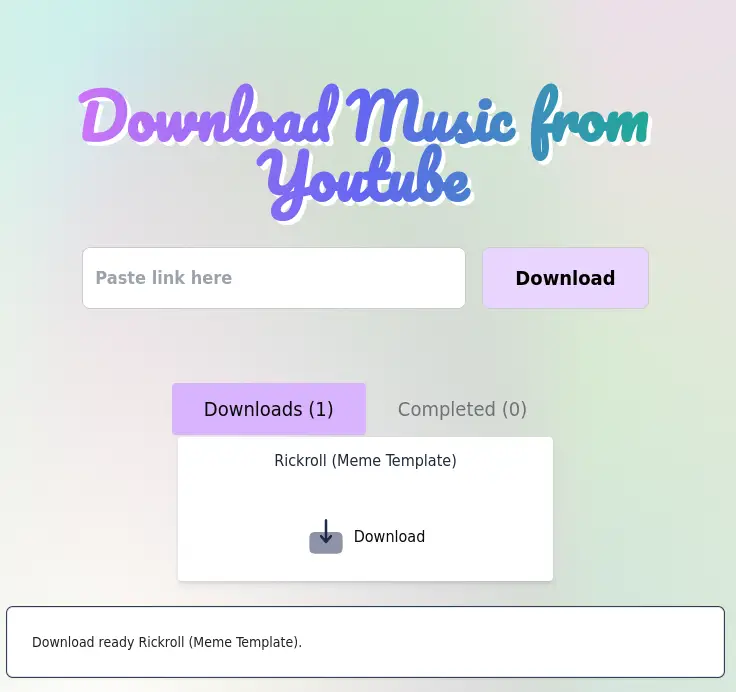 Download Music from
Youtube
Paste link here
Download
Downloads (1)
Completed (0)
Rickroll (Meme Template)
Download
Download ready Rickroll (Meme Template).